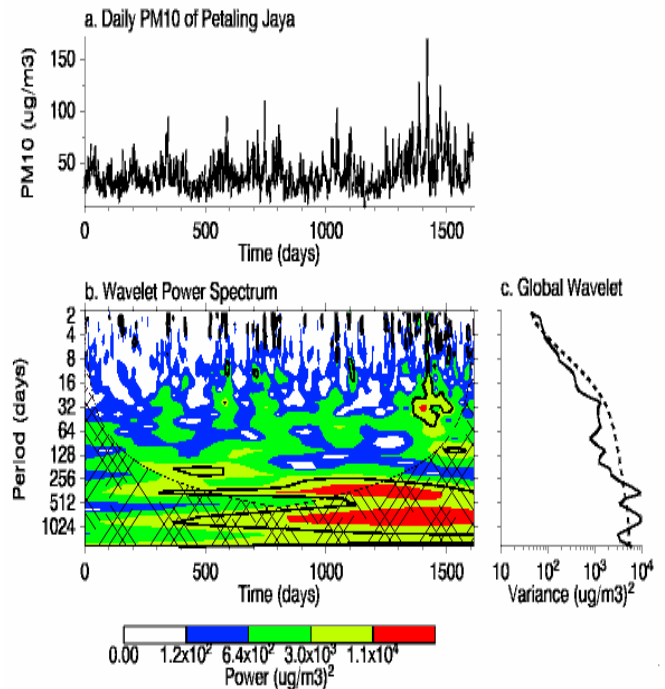 a. Daily PM10 of Petaling Jaya
PM10 (ug/m3)
150
100
50
0 500 1000 1500
Time (days)
b. Wavelet Power Spectrum
c. Global Wavelet
Period (days)
2
4
8
16
32
64
128
256
512
1024
0 500 1000 1500
Time (days)
10 10² 10³ 10⁴
Variance (ug/m3)²
0.00 1.2x10² 6.4x10² 3.0x10³ 1.1x10⁴
Power (ug/m3)²